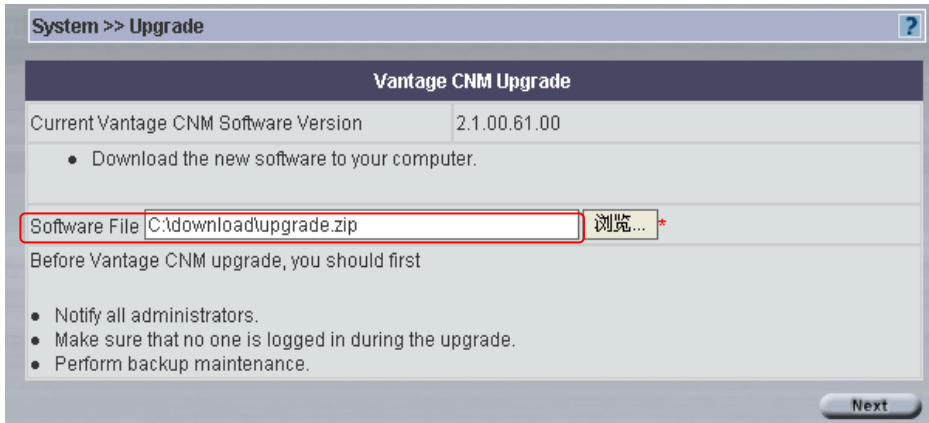 System >> Upgrade ?
Vantage CNM Upgrade
Current Vantage CNM Software Version 2.1.00.61.00
● Download the new software to your computer.
Software File C:\download\upgrade.zip 浏览... *
Before Vantage CNM upgrade, you should first
● Notify all administrators.
● Make sure that no one is logged in during the upgrade.
● Perform backup maintenance.
Next